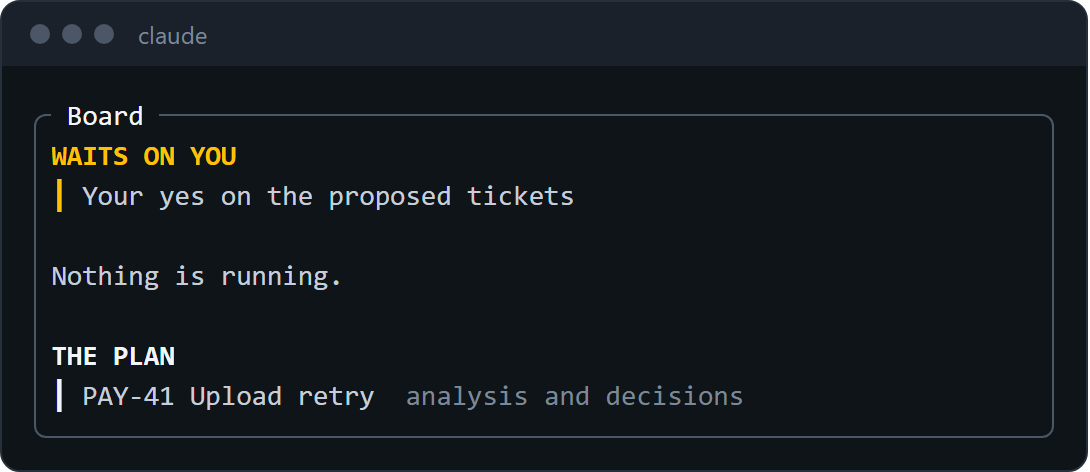 claude
Board
WAITS ON YOU
Your yes on the proposed tickets
Nothing is running.
THE PLAN
PAY-41 Upload retry  analysis and decisions